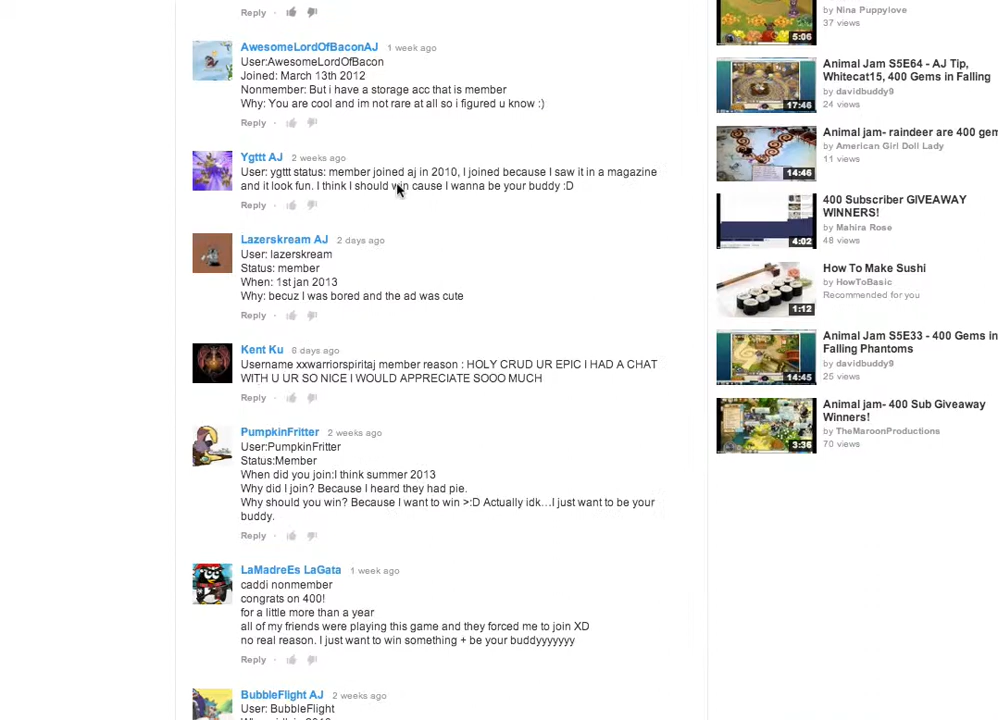 Reply ·
AwesomeLordOfBaconAJ 1 week ago
User:AwesomeLordOfBacon
Joined: March 13th 2012
Nonmember: But i have a storage acc that is member
Why: You are cool and im not rare at all so i figured u know :)
Reply ·
Ygttt AJ 2 weeks ago
User: ygttt status: member joined aj in 2010, I joined because I saw it in a magazine
and it look fun. I think I should win cause I wanna be your buddy :D
Reply ·
Lazerskream AJ 2 days ago
User: lazerskream
Status: member
When: 1st jan 2013
Why: becuz I was bored and the ad was cute
Reply ·
Kent Ku 6 days ago
Username xxwarriorspiritaj member reason : HOLY CRUD UR EPIC I HAD A CHAT
WITH U UR SO NICE I WOULD APPRECIATE SOOO MUCH
Reply ·
PumpkinFritter 2 weeks ago
User:PumpkinFritter
Status:Member
When did you join:I think summer 2013
Why did I join? Because I heard they had pie.
Why should you win? Because I want to win >:D Actually idk...I just want to be your
buddy.
Reply ·
LaMadreEs LaGata 1 week ago
caddi nonmember
congrats on 400!
for a little more than a year
all of my friends were playing this game and they forced me to join XD
no real reason. I just want to win something + be your buddyyyyyyy
Reply ·
BubbleFlight AJ 2 weeks ago
User: BubbleFlight
by Nina Puppylove
37 views
5:06
Animal Jam S5E64 - AJ Tip,
Whitecat15, 400 Gems in Falling
by davidbuddy9
24 views
17:46
Animal jam- raindeer are 400 gem
by American Girl Doll Lady
11 views
14:46
400 Subscriber GIVEAWAY
WINNERS!
by Mahira Rose
48 views
4:02
How To Make Sushi
by HowToBasic
Recommended for you
1:12
Animal Jam S5E33 - 400 Gems in
Falling Phantoms
by davidbuddy9
25 views
14:45
Animal jam- 400 Sub Giveaway
Winners!
by TheMaroonProductions
70 views
3:36